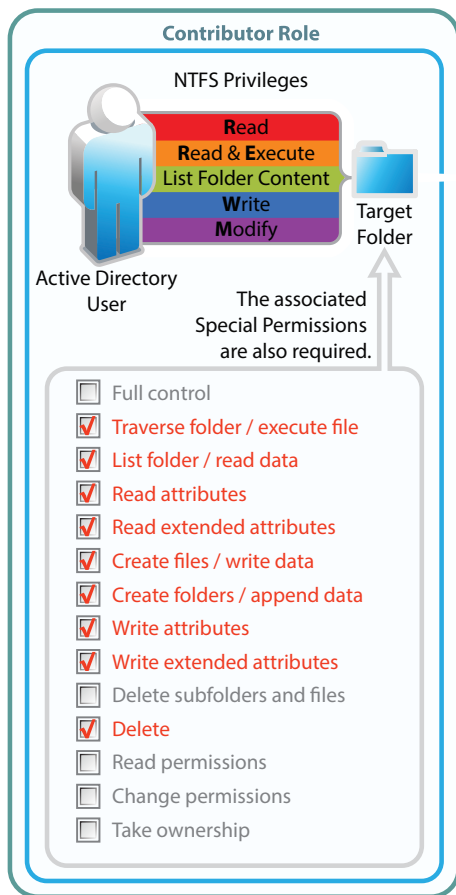 Contributor Role
NTFS Privileges
Read
Read & Execute
List Folder Content
Write
Modify
Active Directory
User
Target
Folder
The associated
Special Permissions
are also required.
Full control
Traverse folder / execute file
List folder / read data
Read attributes
Read extended attributes
Create files / write data
Create folders / append data
Write attributes
Write extended attributes
Delete subfolders and files
Delete
Read permissions
Change permissions
Take ownership